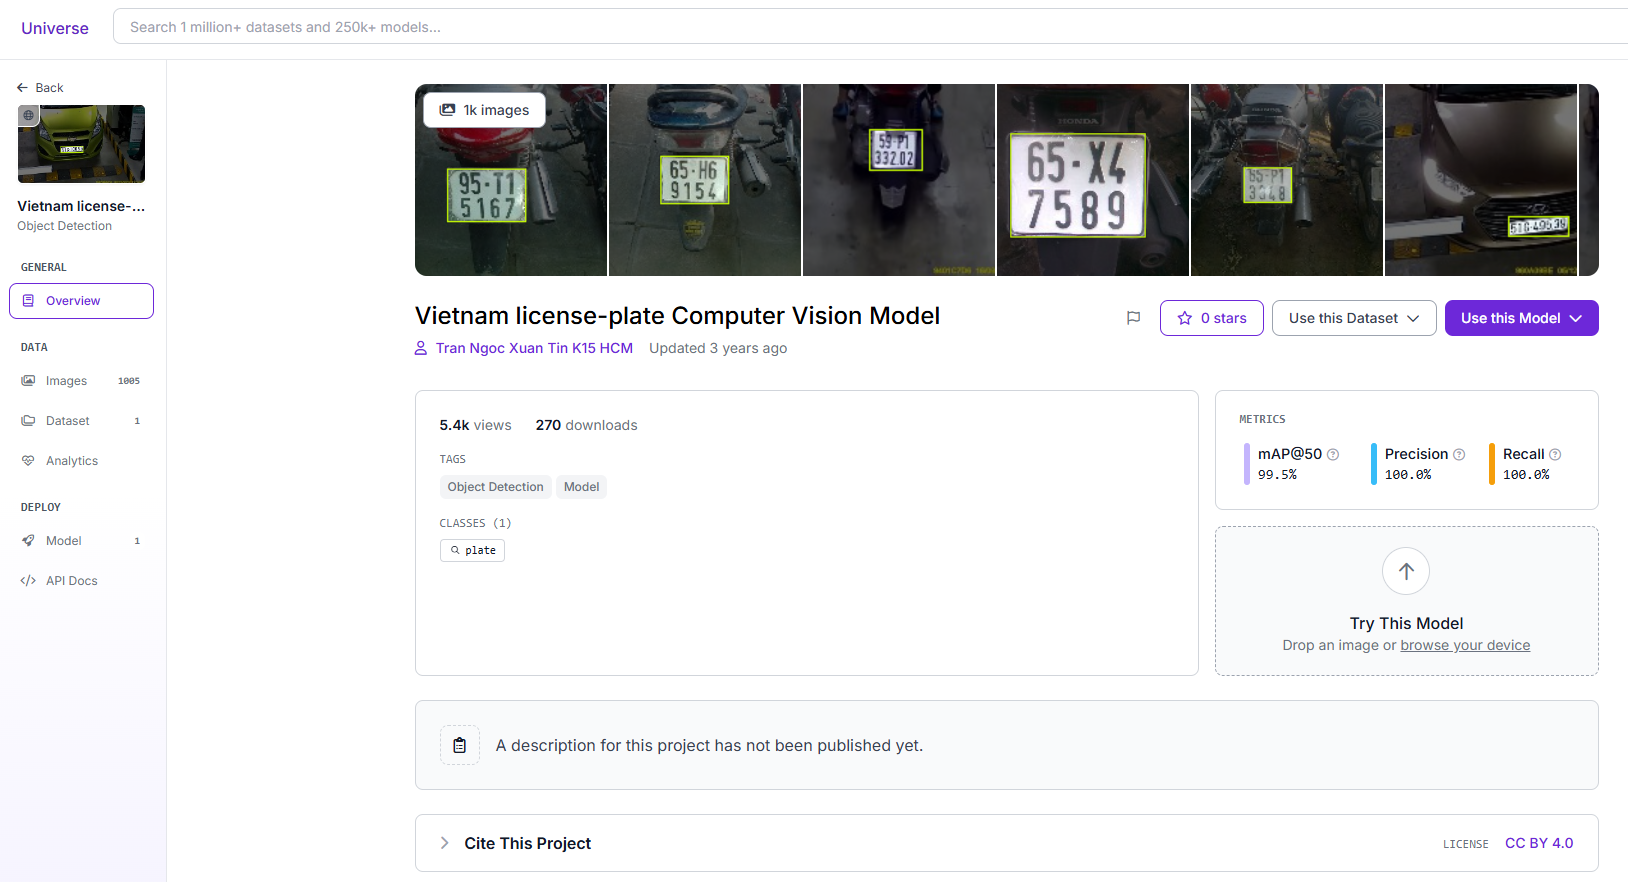 Universe
Search 1 million+ datasets and 250k+ models...
Back
Vietnam license-...
Object Detection
GENERAL
Overview
DATA
Images 1005
Dataset 1
Analytics
DEPLOY
Model 1
API Docs
1k images
95-T1
5167
65-H6
9154
59-P1
332.02
HONDA
65-X4
7589
65-P1
3348
51G-495.39
Vietnam license-plate Computer Vision Model
0 stars
Use this Dataset
Use this Model
Tran Ngoc Xuan Tin K15 HCM Updated 3 years ago
5.4k views 270 downloads
TAGS
Object Detection Model
CLASSES (1)
plate
METRICS
mAP@50 Precision Recall
99.5% 100.0% 100.0%
Try This Model
Drop an image or browse your device
A description for this project has not been published yet.
Cite This Project
LICENSE CC BY 4.0